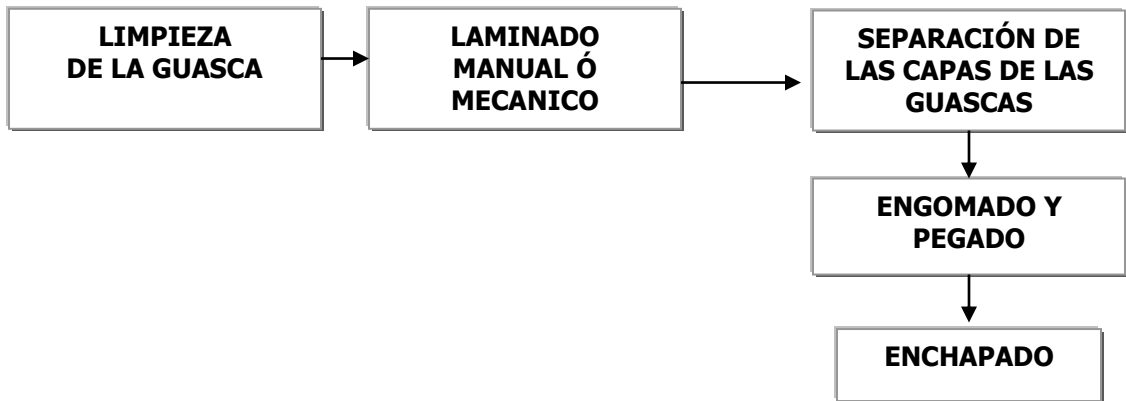 LIMPIEZA
DE LA GUASCA
LAMINADO
MANUAL Ó
MECANICO
SEPARACIÓN DE
LAS CAPAS DE LAS
GUASCAS
ENGOMADO Y
PEGADO
ENCHAPADO